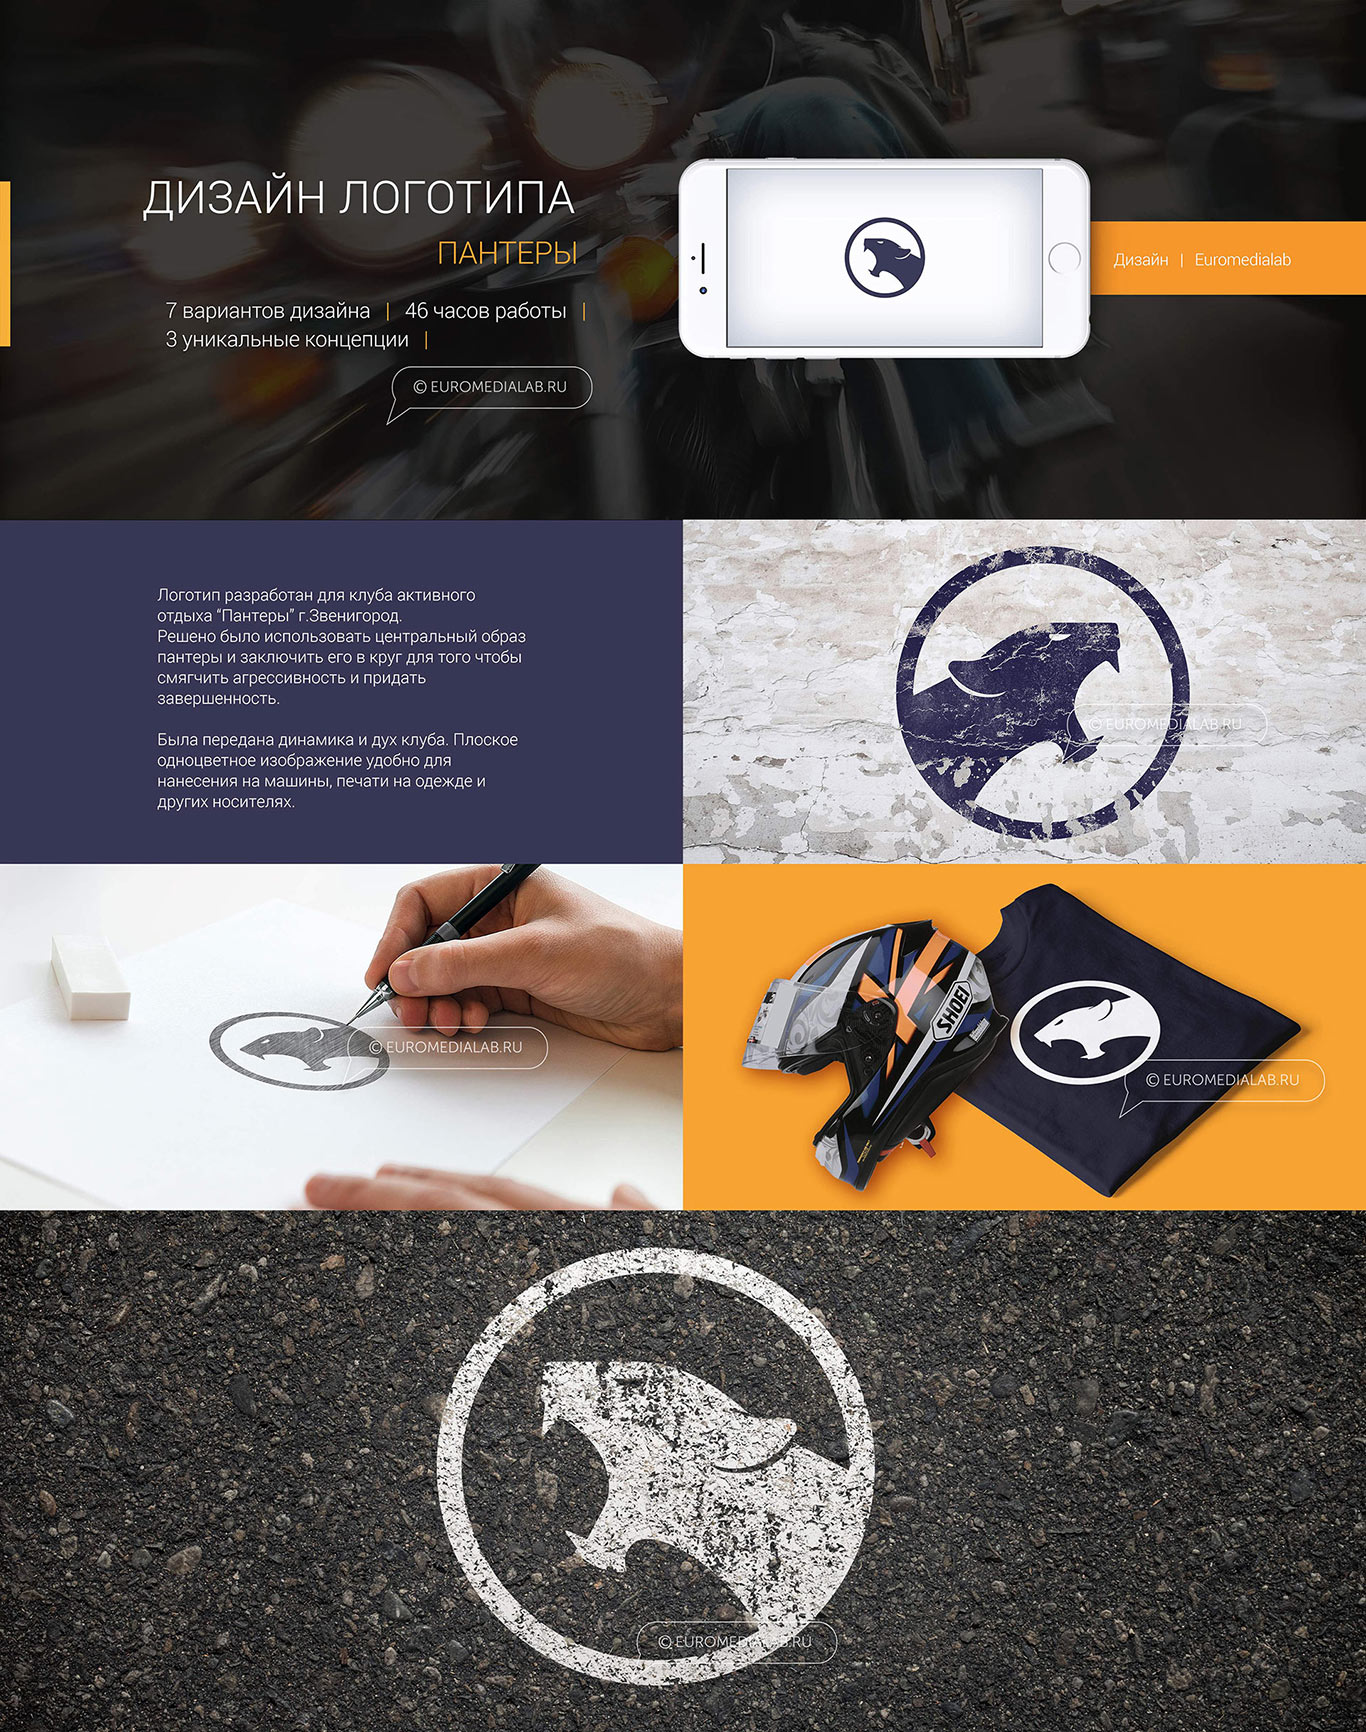 ДИЗАЙН ЛОГОТИПА
ПАНТЕРЫ
7 вариантов дизайна | 46 часов работы |
3 уникальные концепции |
© EUROMEDIALAB.RU
Дизайн | Euromedialab
Логотип разработан для клуба активного
отдыха “Пантеры” г.Звенигород.
Решено было использовать центральный образ
пантеры и заключить его в круг для того чтобы
смягчить агрессивность и придать
завершенность.
Была передана динамика и дух клуба. Плоское
одноцветное изображение удобно для
нанесения на машины, печати на одежде и
других носителях.
© EUROMEDIALAB.RU
© EUROMEDIALAB.RU
SHOEI
© EUROMEDIALAB.RU
© EUROMEDIALAB.RU